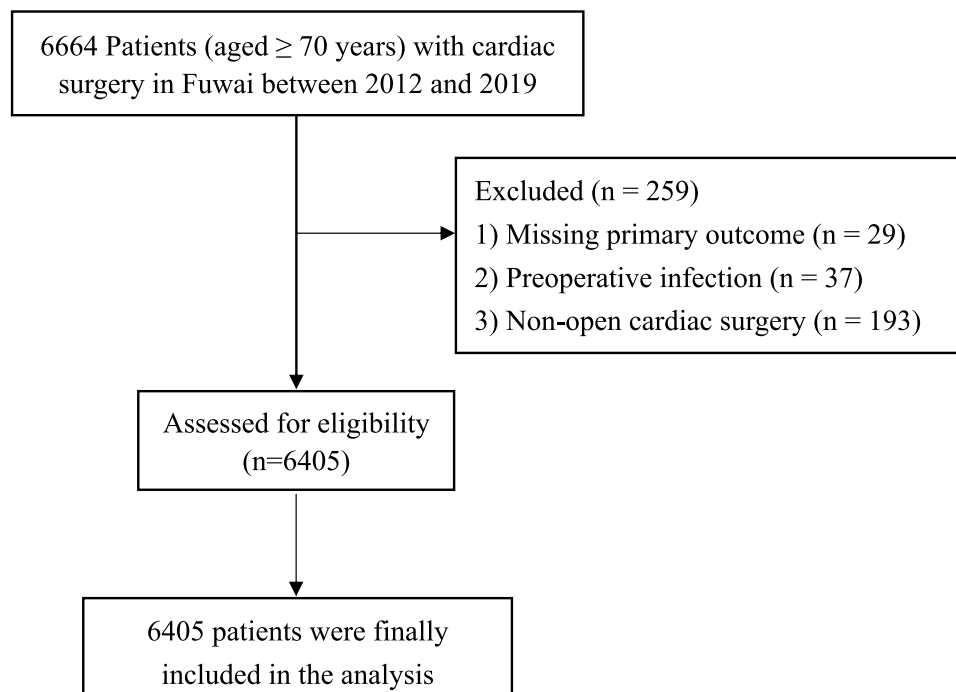 6664 Patients (aged ≥ 70 years) with cardiac
surgery in Fuwai between 2012 and 2019
Excluded (n = 259)
1) Missing primary outcome (n = 29)
2) Preoperative infection (n = 37)
3) Non-open cardiac surgery (n = 193)
Assessed for eligibility
(n=6405)
6405 patients were finally
included in the analysis